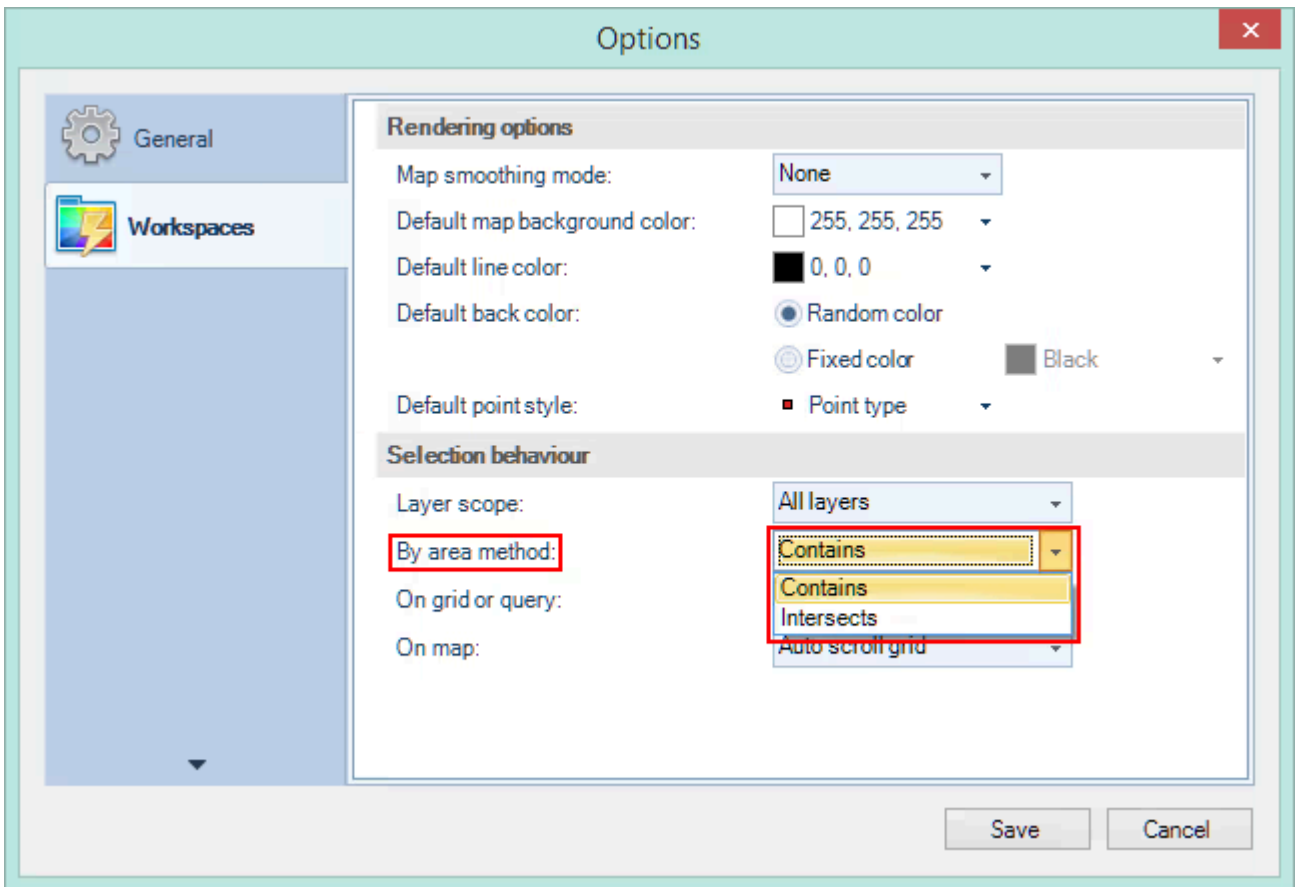 Options
General
Workspaces
Rendering options
Map smoothing mode: None
Default map background color: 255, 255, 255
Default line color: 0, 0, 0
Default back color: Random color
Fixed color Black
Default point style: Point type
Selection behaviour
Layer scope: All layers
By area method: Contains
Contains
On grid or query: Intersects
On map: Auto scroll grid
Save Cancel